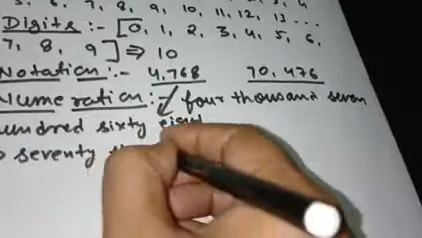 5, 6, 7, 8, 9, 10, 11, 12, 13 ...
Digits :- [0, 1, 2, 3, 4, 5, 6,
7, 8, 9] ⇒ 10
Notation :- 4,768 70,476
Numeration :- four thousand seven
hundred sixty eight
seventy